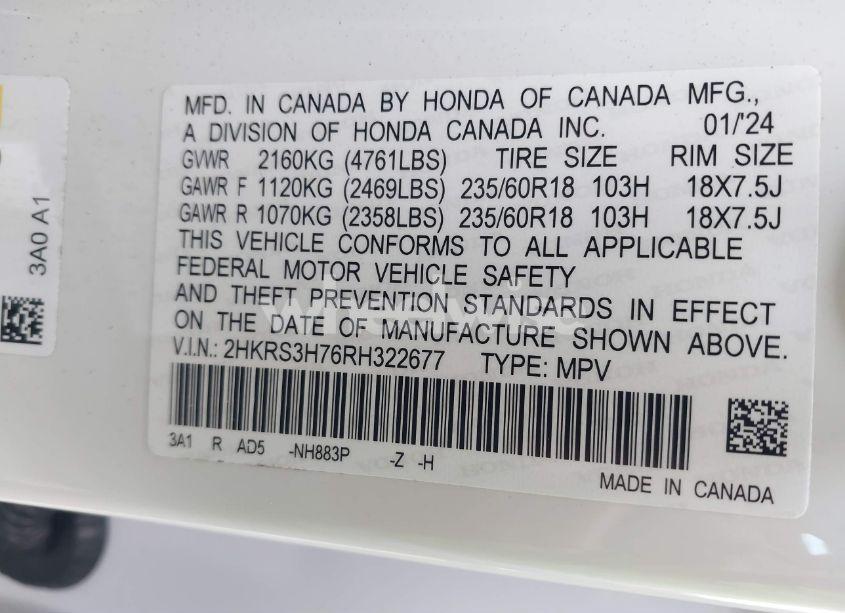 3A0 A1
MFD. IN CANADA BY HONDA OF CANADA MFG.,
A DIVISION OF HONDA CANADA INC. 01/'24
GVWR 2160KG (4761LBS) TIRE SIZE RIM SIZE
GAWR F 1120KG (2469LBS) 235/60R18 103H 18X7.5J
GAWR R 1070KG (2358LBS) 235/60R18 103H 18X7.5J
THIS VEHICLE CONFORMS TO ALL APPLICABLE
FEDERAL MOTOR VEHICLE SAFETY
AND THEFT PREVENTION STANDARDS IN EFFECT
ON THE DATE OF MANUFACTURE SHOWN ABOVE.
V.I.N.: 2HKRS3H76RH322677 TYPE: MPV
3A1 R AD5 -NH883P -Z -H
MADE IN CANADA